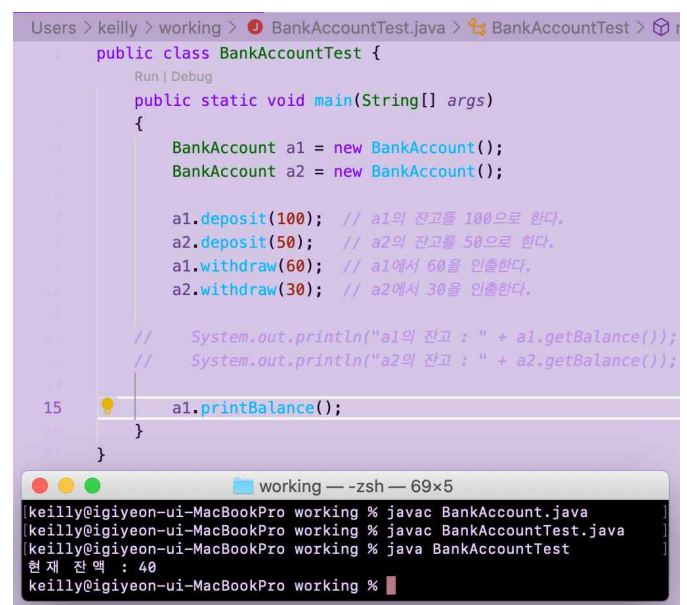 Users > keilly > working > BankAccountTest.java > BankAccountTest >
public class BankAccountTest {
Run | Debug
public static void main(String[] args)
{
BankAccount a1 = new BankAccount();
BankAccount a2 = new BankAccount();
a1.deposit(100); // a1의 잔고를 100으로 한다.
a2.deposit(50); // a2의 잔고를 50으로 한다.
a1.withdraw(60); // a1에서 60을 인출한다.
a2.withdraw(30); // a2에서 30을 인출한다.
// System.out.println("a1의 잔고 : " + a1.getBalance());
// System.out.println("a2의 잔고 : " + a2.getBalance());
15 a1.printBalance();
}
}
working — -zsh — 69×5
[keilly@igiyeon-ui-MacBookPro working % javac BankAccount.java ]
[keilly@igiyeon-ui-MacBookPro working % javac BankAccountTest.java ]
[keilly@igiyeon-ui-MacBookPro working % java BankAccountTest ]
현재 잔액 : 40
keilly@igiyeon-ui-MacBookPro working %